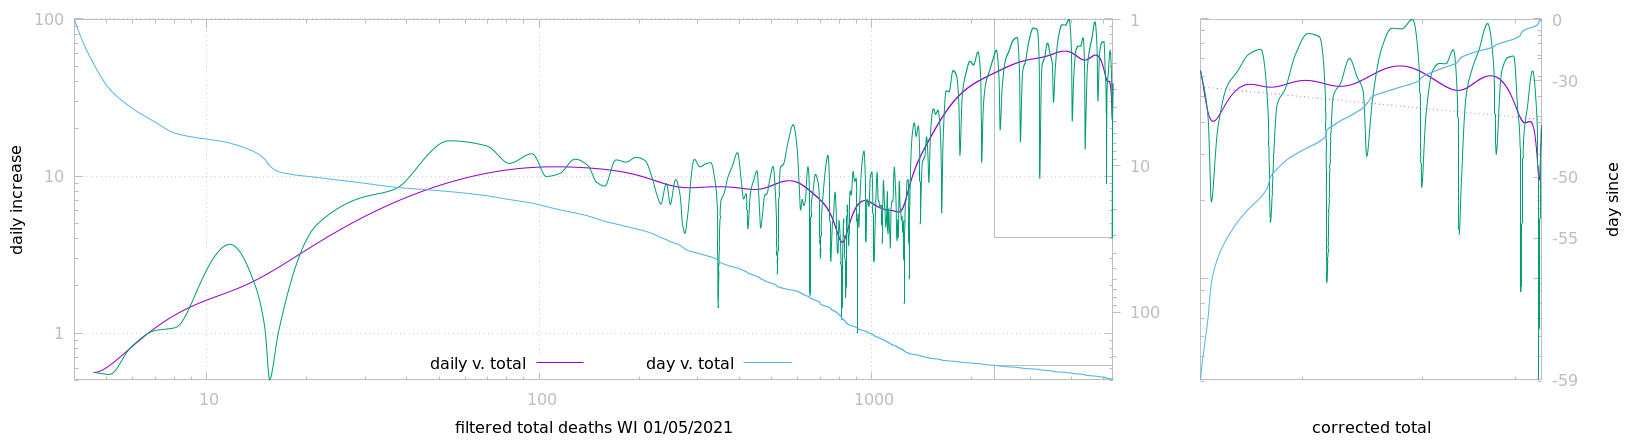 100
10
1
daily increase
10
100
1000
filtered total deaths WI 01/05/2021
daily v. total
day v. total
1
10
100
0
-30
-50
-55
-59
day since
corrected total